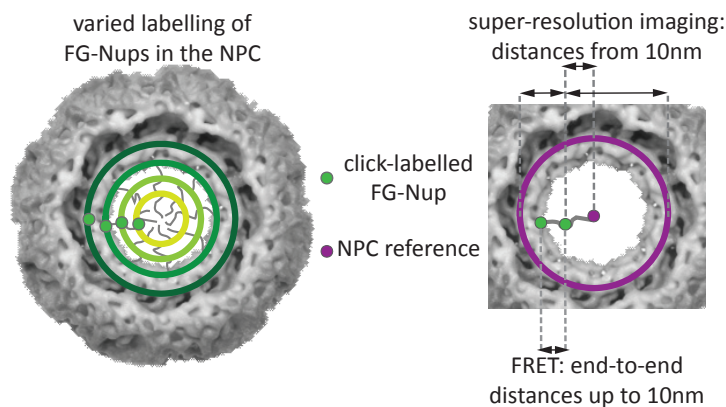 varied labelling of
FG-Nups in the NPC
super-resolution imaging:
distances from 10nm
click-labelled
FG-Nup
NPC reference
FRET: end-to-end
distances up to 10nm